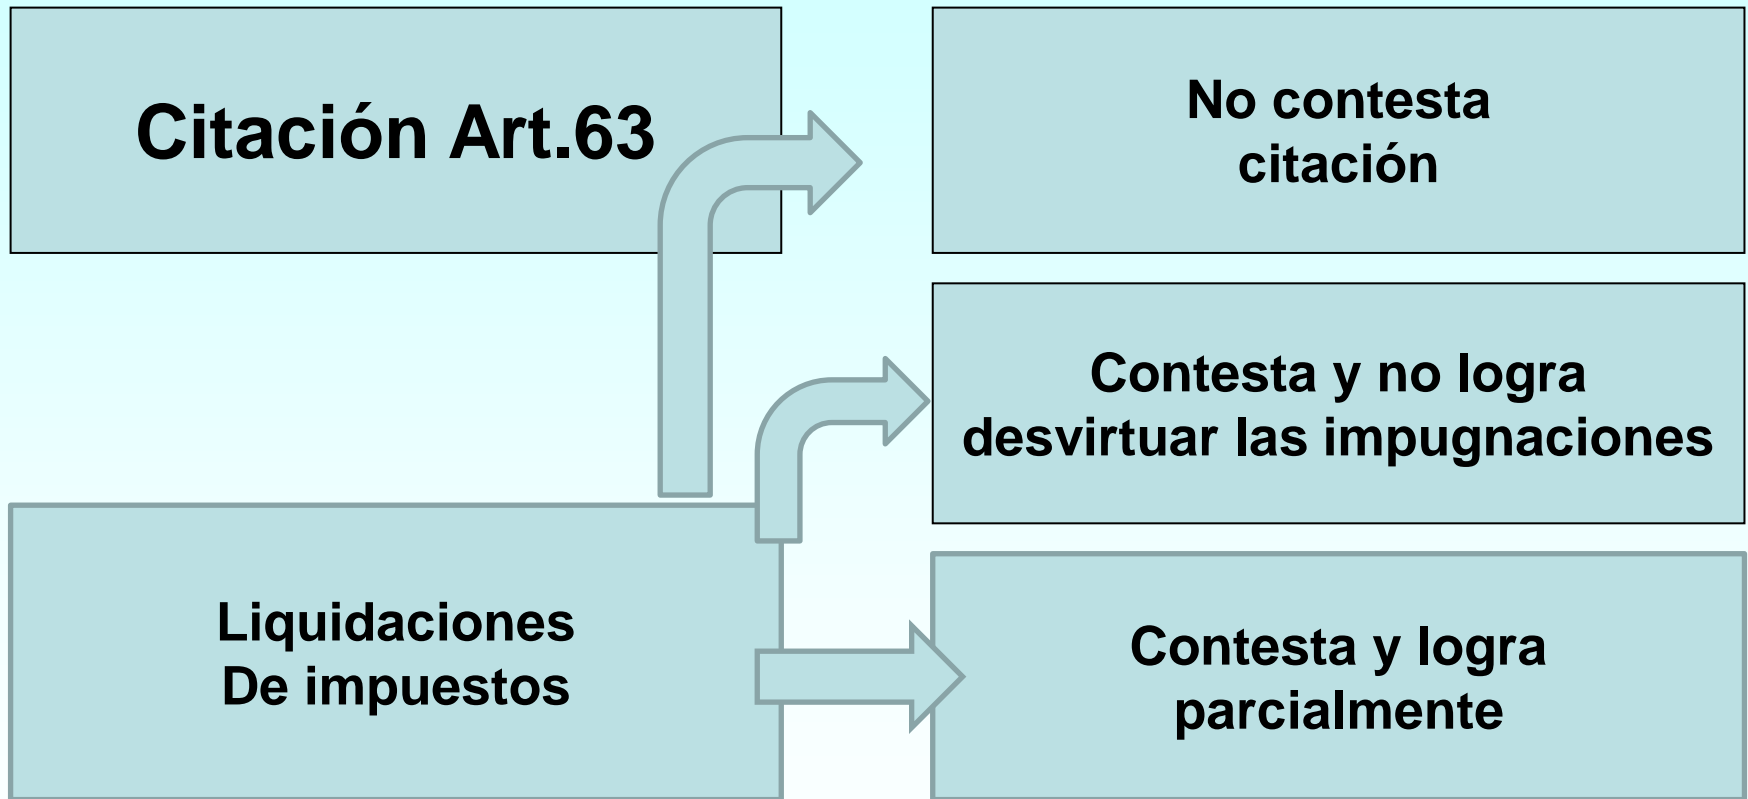 Citación Art.63
No contesta
citación
Contesta y no logra
desvirtuar las impugnaciones
Liquidaciones
De impuestos
Contesta y logra
parcialmente